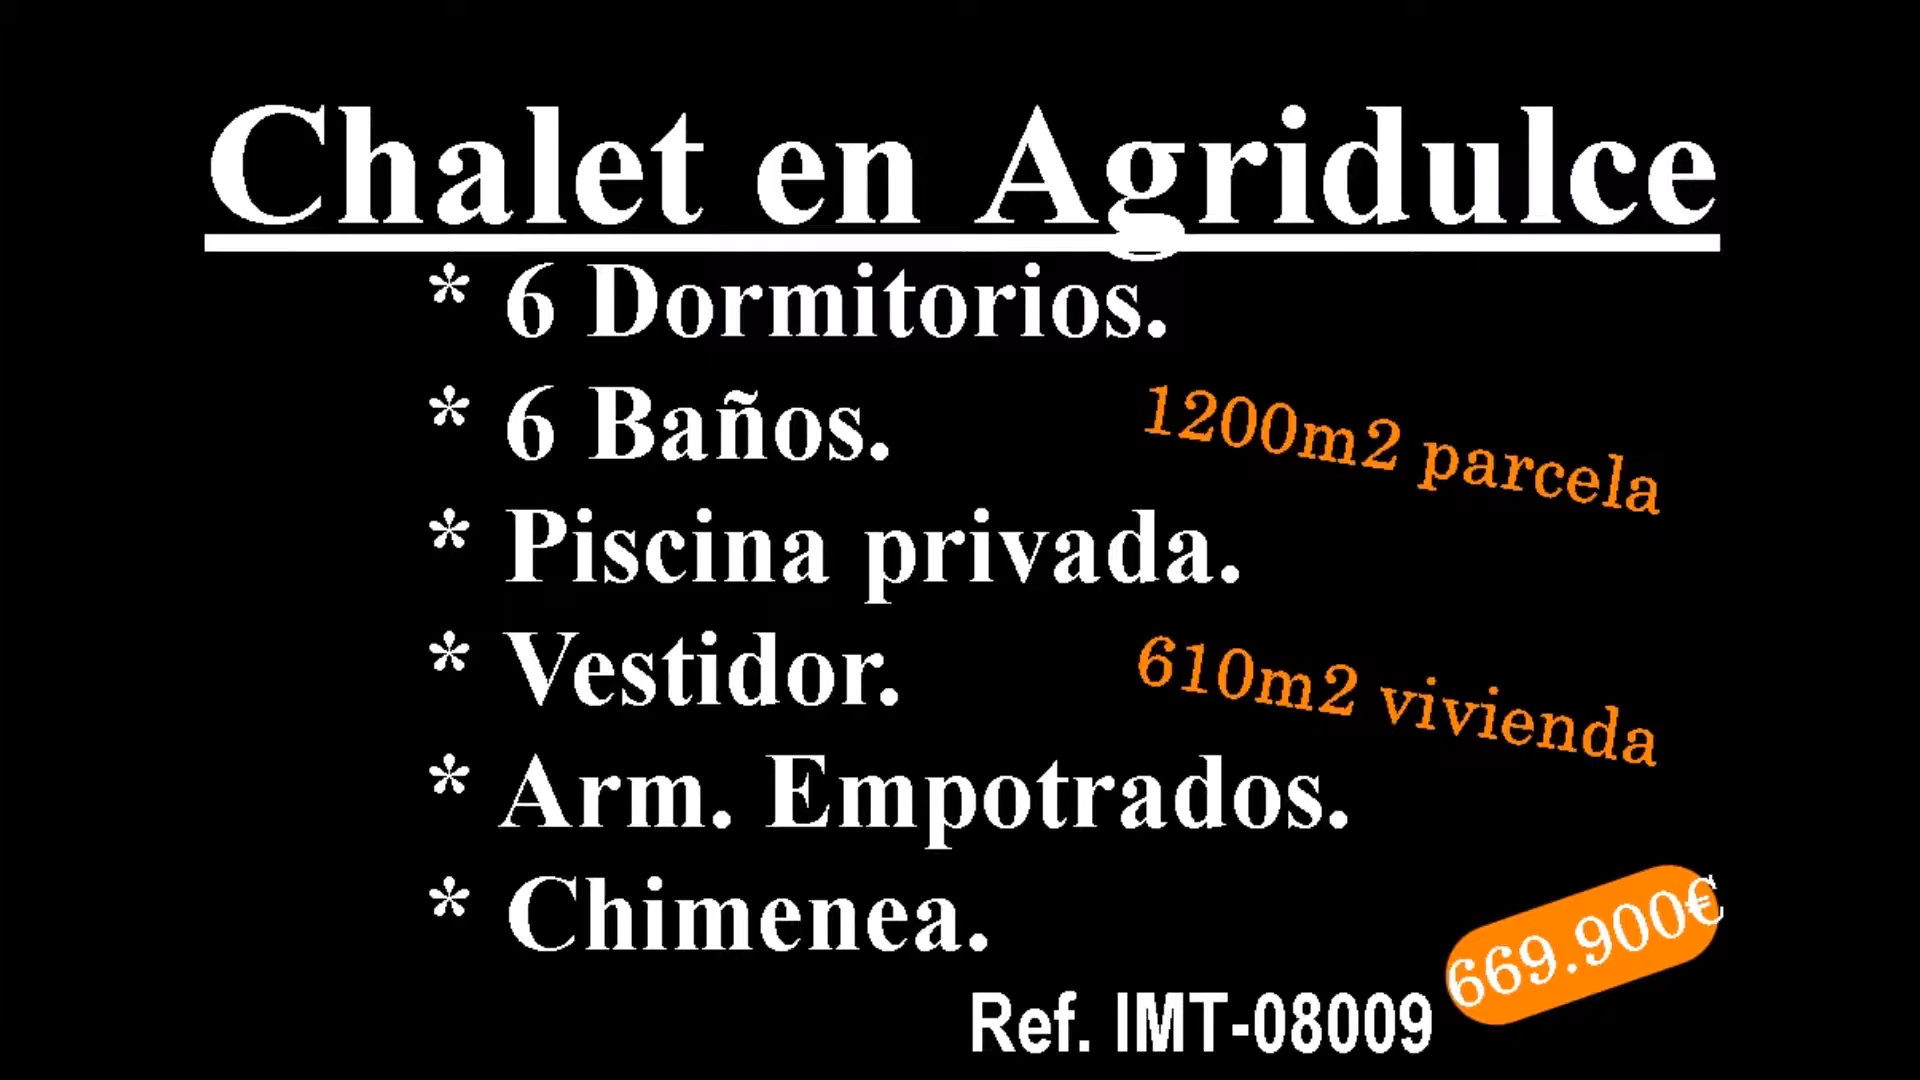 Chalet en Agridulce
* 6 Dormitorios.
* 6 Baños.
1200m2 parcela
* Piscina privada.
* Vestidor.
610m2 vivienda
* Arm. Empotrados.
* Chimenea.
669.900€
Ref. IMT-08009